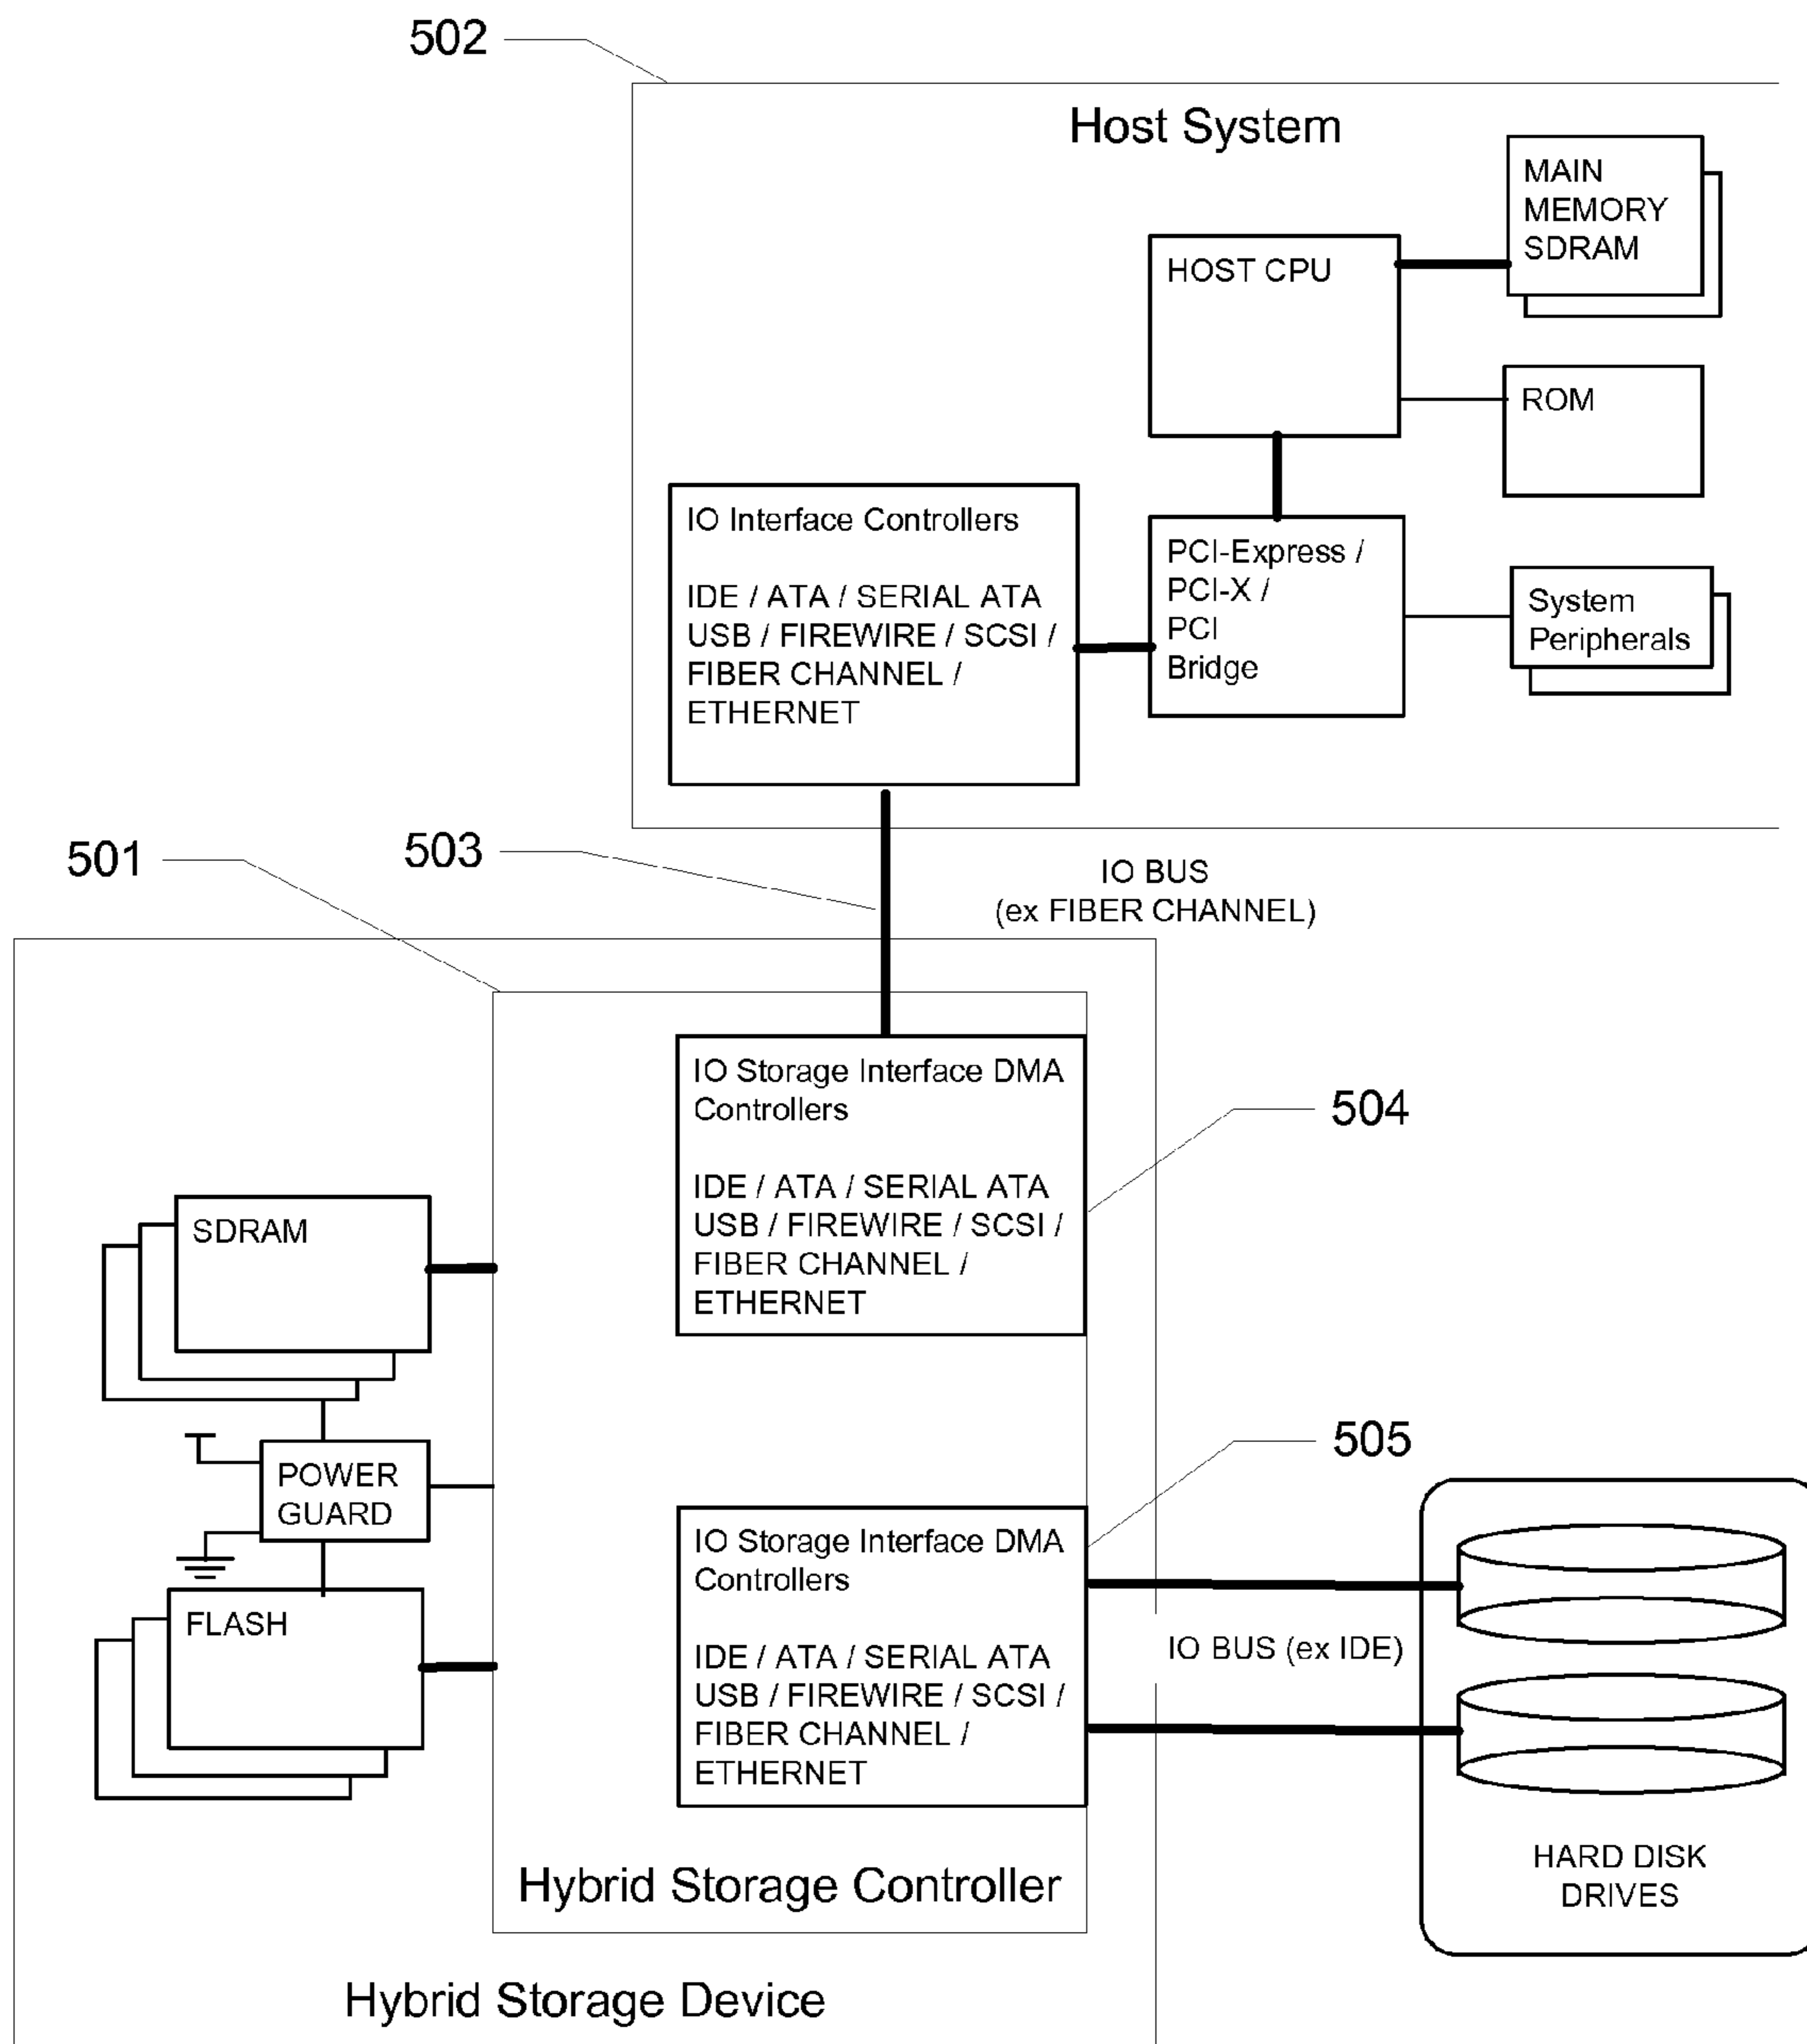 502
Host System
MAIN
MEMORY
SDRAM
HOST CPU
ROM
IO Interface Controllers
IDE / ATA / SERIAL ATA
USB / FIREWIRE / SCSI /
FIBER CHANNEL /
ETHERNET
PCI-Express /
PCI-X /
PCI
Bridge
System
Peripherals
501
503
IO BUS
(ex FIBER CHANNEL)
IO Storage Interface DMA
Controllers
IDE / ATA / SERIAL ATA
USB / FIREWIRE / SCSI /
FIBER CHANNEL /
ETHERNET
504
SDRAM
POWER
GUARD
FLASH
505
IO Storage Interface DMA
Controllers
IDE / ATA / SERIAL ATA
USB / FIREWIRE / SCSI /
FIBER CHANNEL /
ETHERNET
IO BUS (ex IDE)
HARD DISK
DRIVES
Hybrid Storage Controller
Hybrid Storage Device